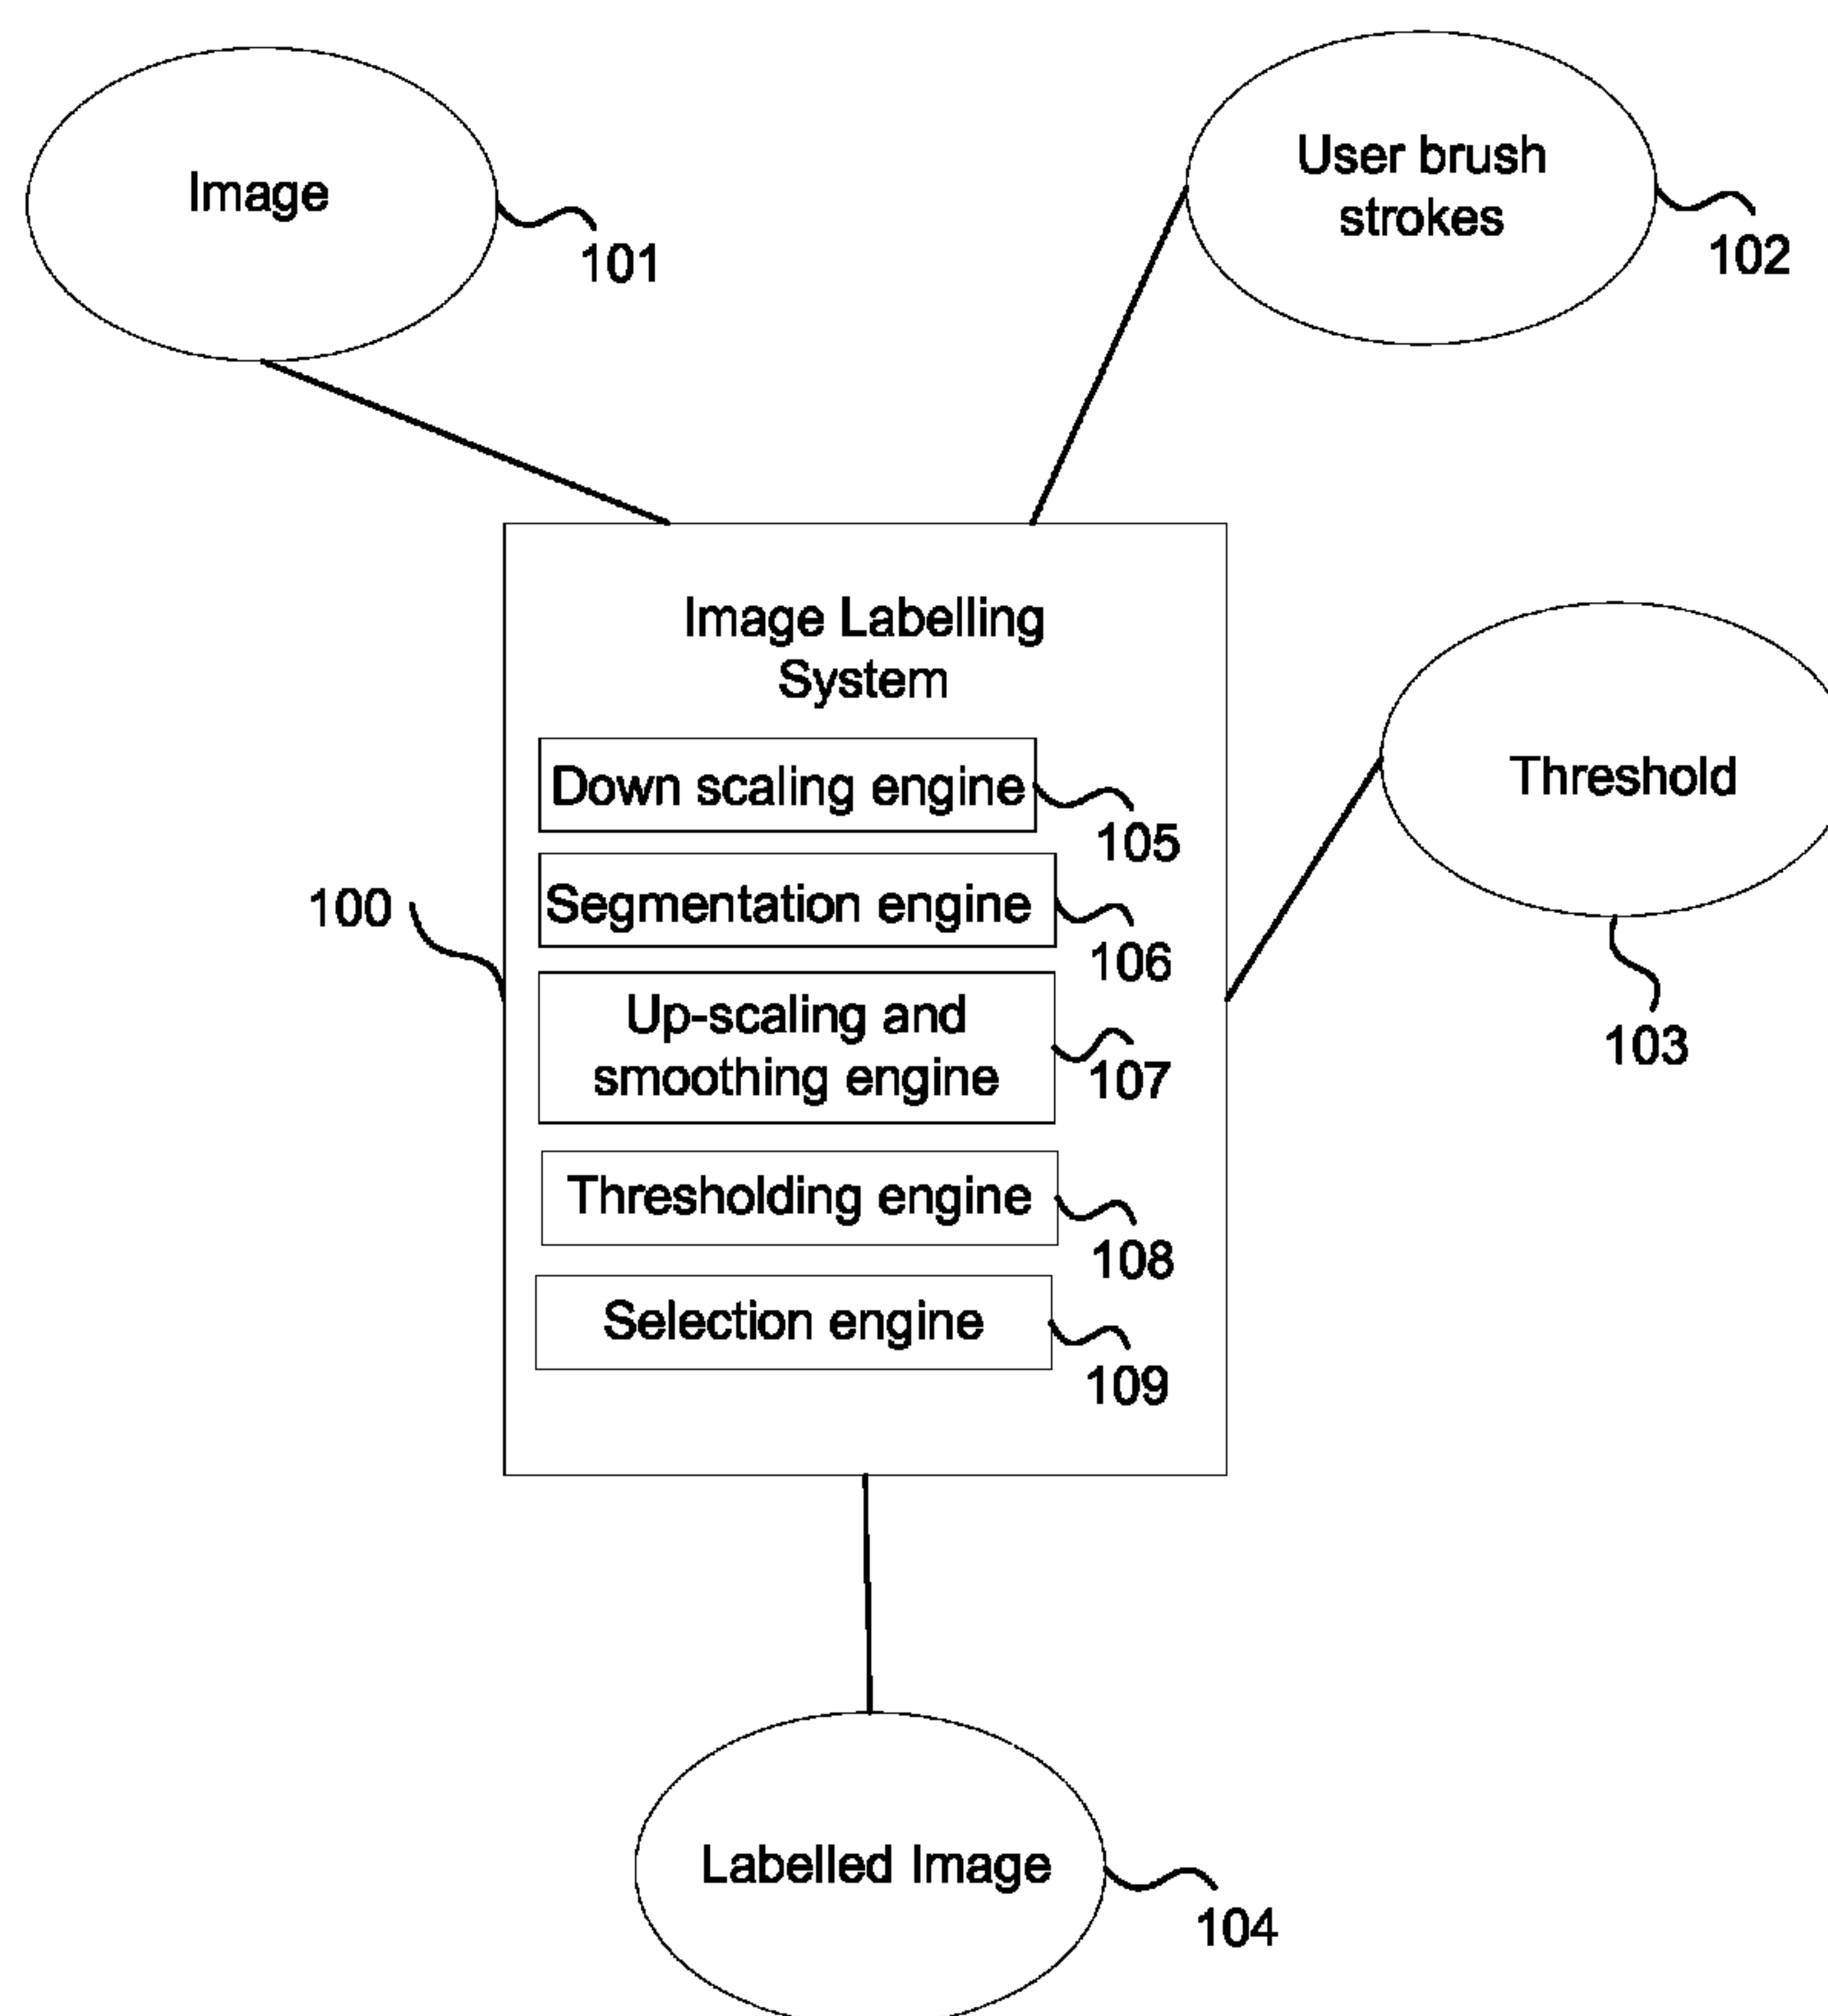 Image
101
User brush
strokes
102
Image Labelling
System
Down scaling engine
105
Segmentation engine
106
100
Up-scaling and
smoothing engine
107
Thresholding engine
108
Selection engine
109
Threshold
103
Labelled Image
104